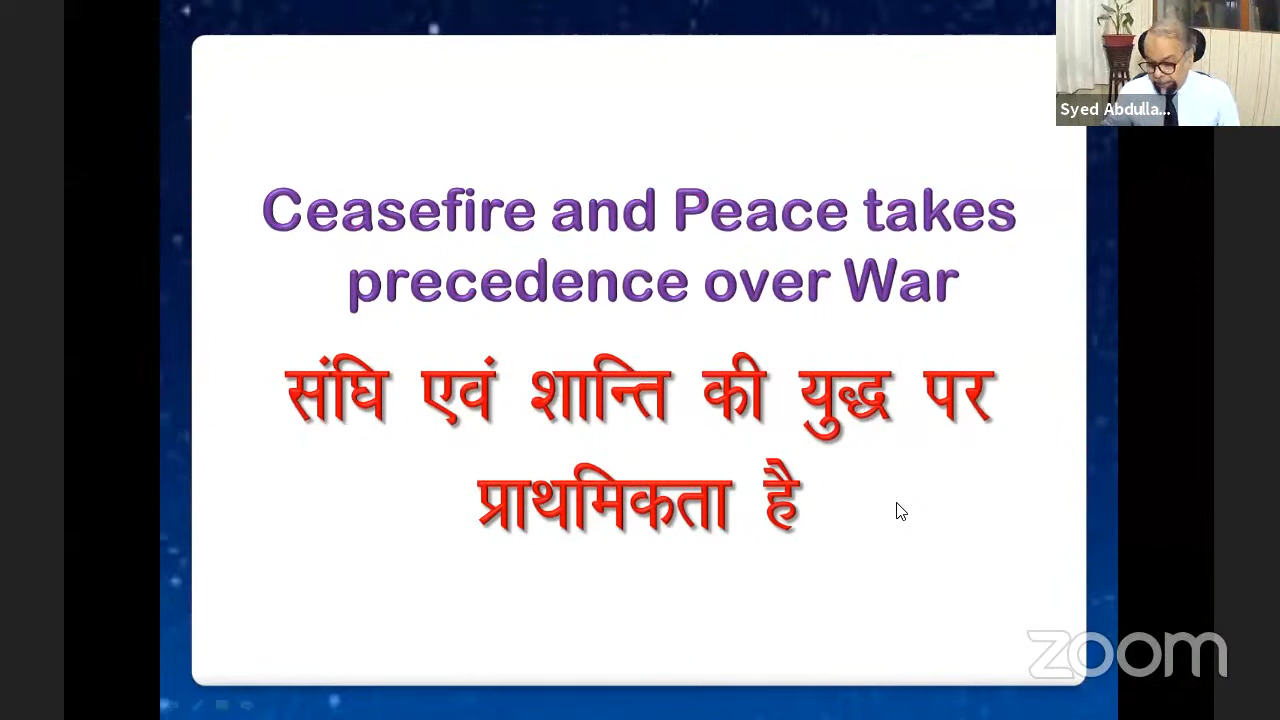 Syed Abdulla...
Ceasefire and Peace takes
precedence over War
संघि एवं शान्ति की युद्ध पर
प्राथमिकता है
zoom